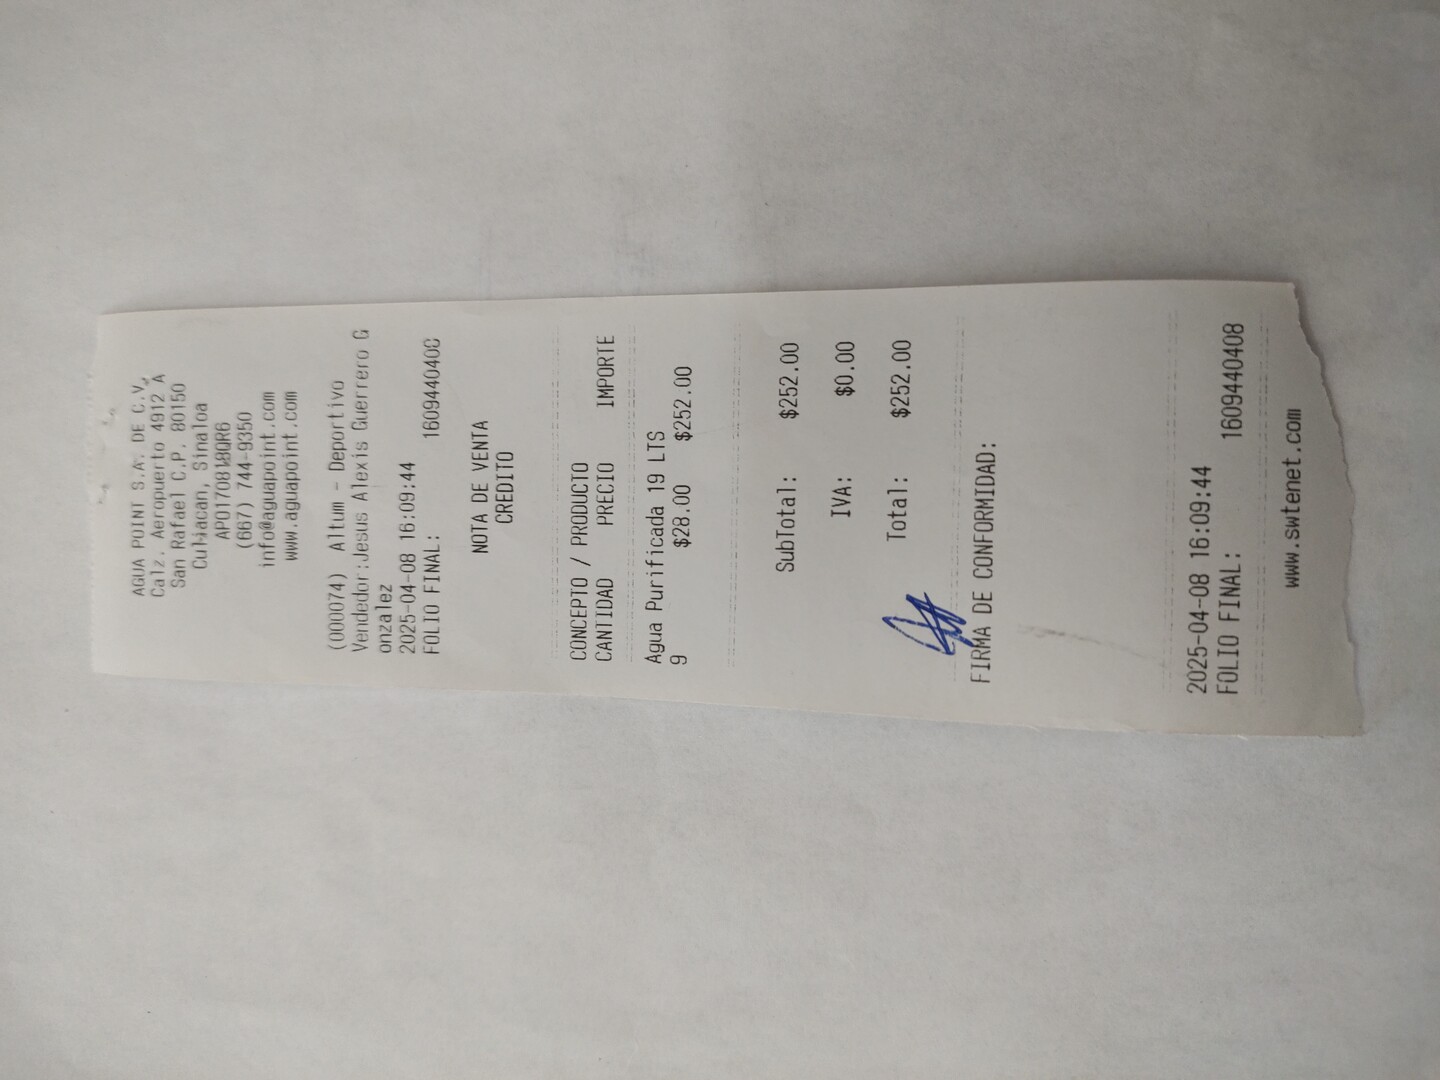 AGUA POINT S.A. DE C.V.
Calz. Aeropuerto 4912 A
San Rafael C.P. 80150
Culiacan, Sinaloa
(667) 744-9350
info@aguapoint.com
www.aguapoint.com
(000074) Altum - Deportivo
Vendedor:Jesus Alexis Guerrero G
onzalez
2025-04-08 16:09:44
FOLIO FINAL: 1609440408
NOTA DE VENTA
CREDITO
CONCEPTO / PRODUCTO
CANTIDAD PRECIO IMPORTE
Agua Purificada 19 LTS
9 $28.00 $252.00
SubTotal: $252.00
IVA: $0.00
Total: $252.00
FIRMA DE CONFORMIDAD:
2025-04-08 16:09:44
FOLIO FINAL: 1609440408
www.swtenet.com